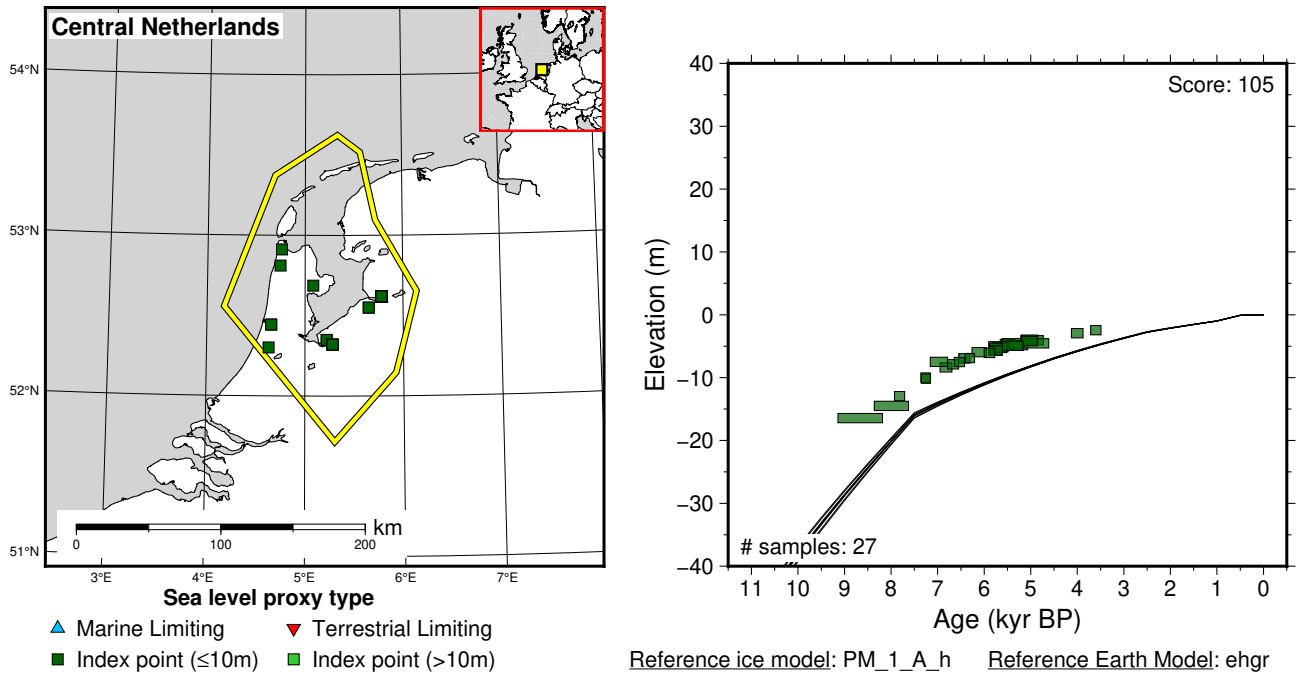 Central Netherlands
54°N
53°N
52°N
51°N
3°E
4°E
5°E
6°E
7°E
km
0
100
200
Sea level proxy type
Marine Limiting
Terrestrial Limiting
Index point (≤10m)
Index point (>10m)
Score: 105
Elevation (m)
40
30
20
10
0
−10
−20
−30
−40
# samples: 27
11 10 9 8 7 6 5 4 3 2 1 0
Age (kyr BP)
Reference ice model: PM_1_A_h
Reference Earth Model: ehgr